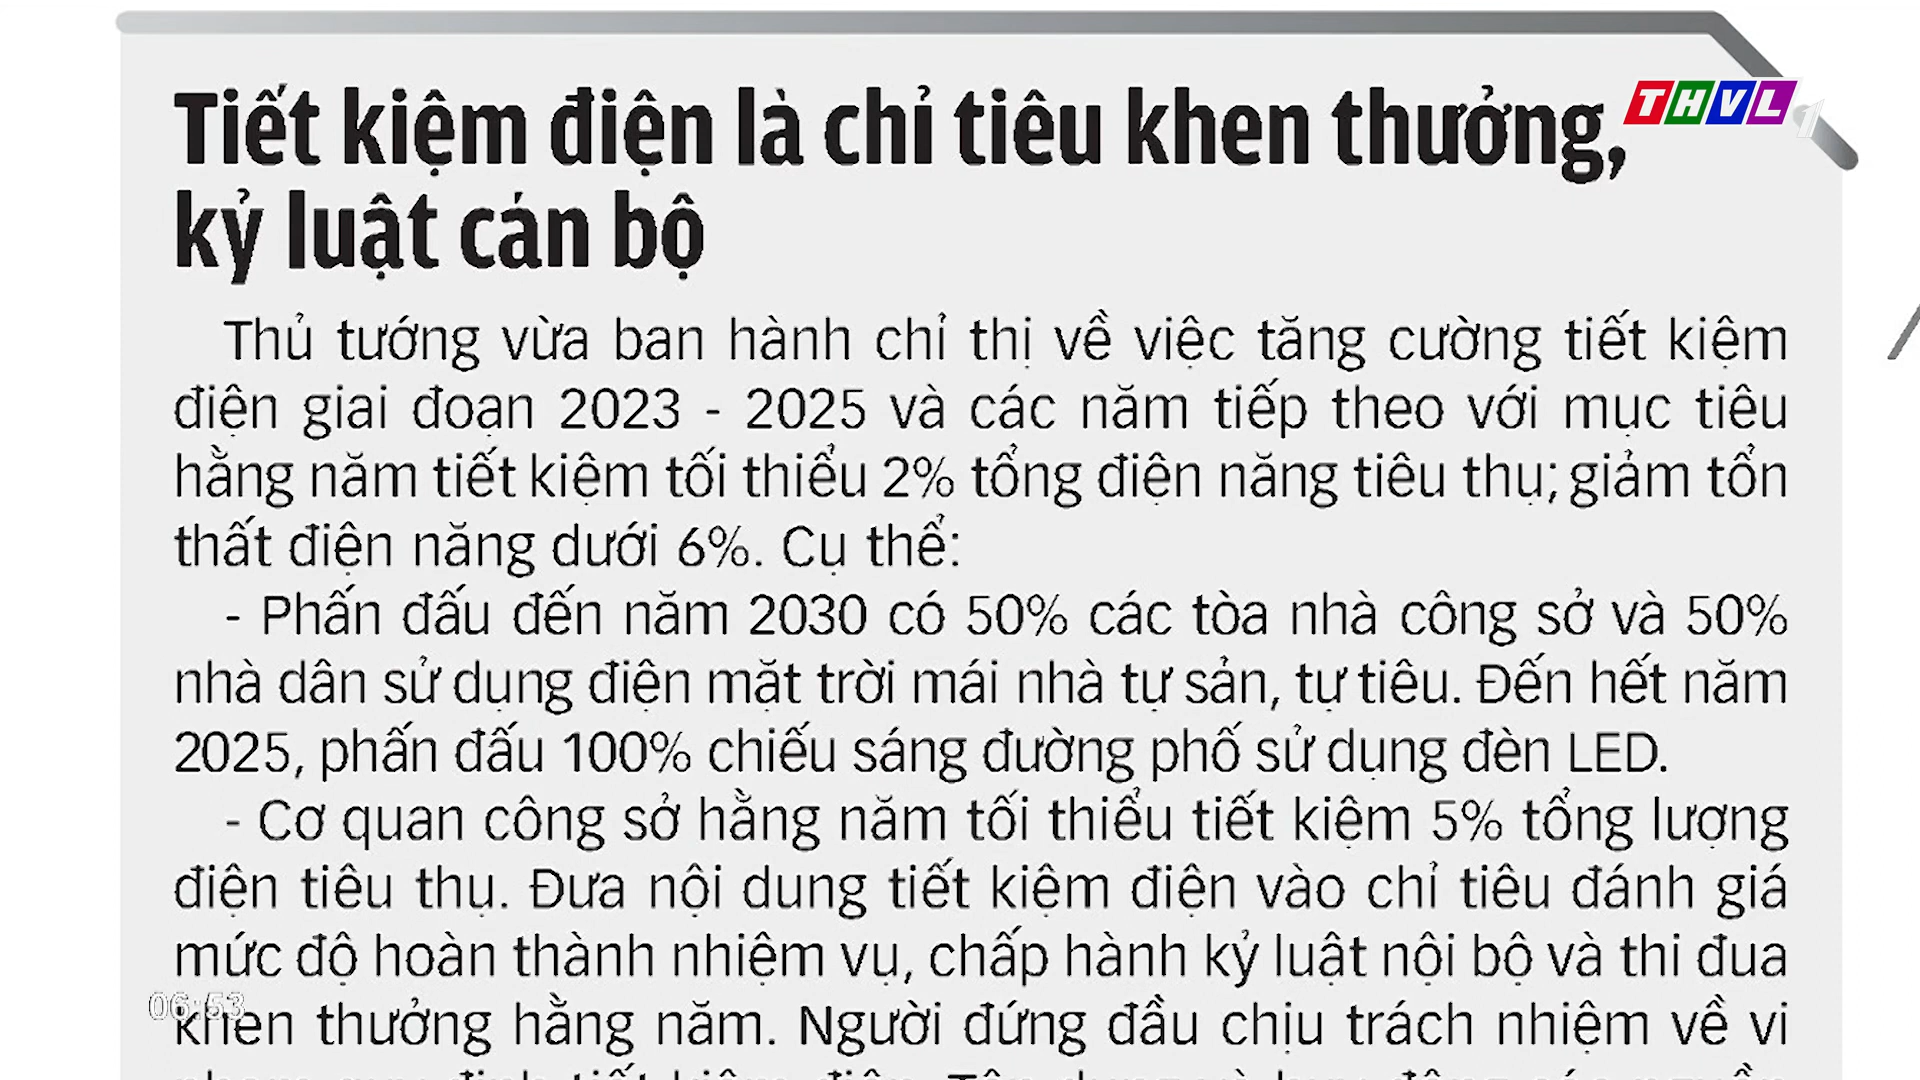 Tiết kiệm điện là chỉ tiêu khen thưởng,
kỷ luật cán bộ
THVL1
Thủ tướng vừa ban hành chỉ thị về việc tăng cường tiết kiệm
điện giai đoạn 2023 - 2025 và các năm tiếp theo với mục tiêu
hằng năm tiết kiệm tối thiểu 2% tổng điện năng tiêu thụ; giảm tổn
thất điện năng dưới 6%. Cụ thể:
- Phấn đấu đến năm 2030 có 50% các tòa nhà công sở và 50%
nhà dân sử dụng điện mặt trời mái nhà tự sản, tự tiêu. Đến hết năm
2025, phấn đấu 100% chiếu sáng đường phố sử dụng đèn LED.
- Cơ quan công sở hằng năm tối thiểu tiết kiệm 5% tổng lượng
điện tiêu thụ. Đưa nội dung tiết kiệm điện vào chỉ tiêu đánh giá
mức độ hoàn thành nhiệm vụ, chấp hành kỷ luật nội bộ và thi đua
06:53
khen thưởng hằng năm. Người đứng đầu chịu trách nhiệm về vi